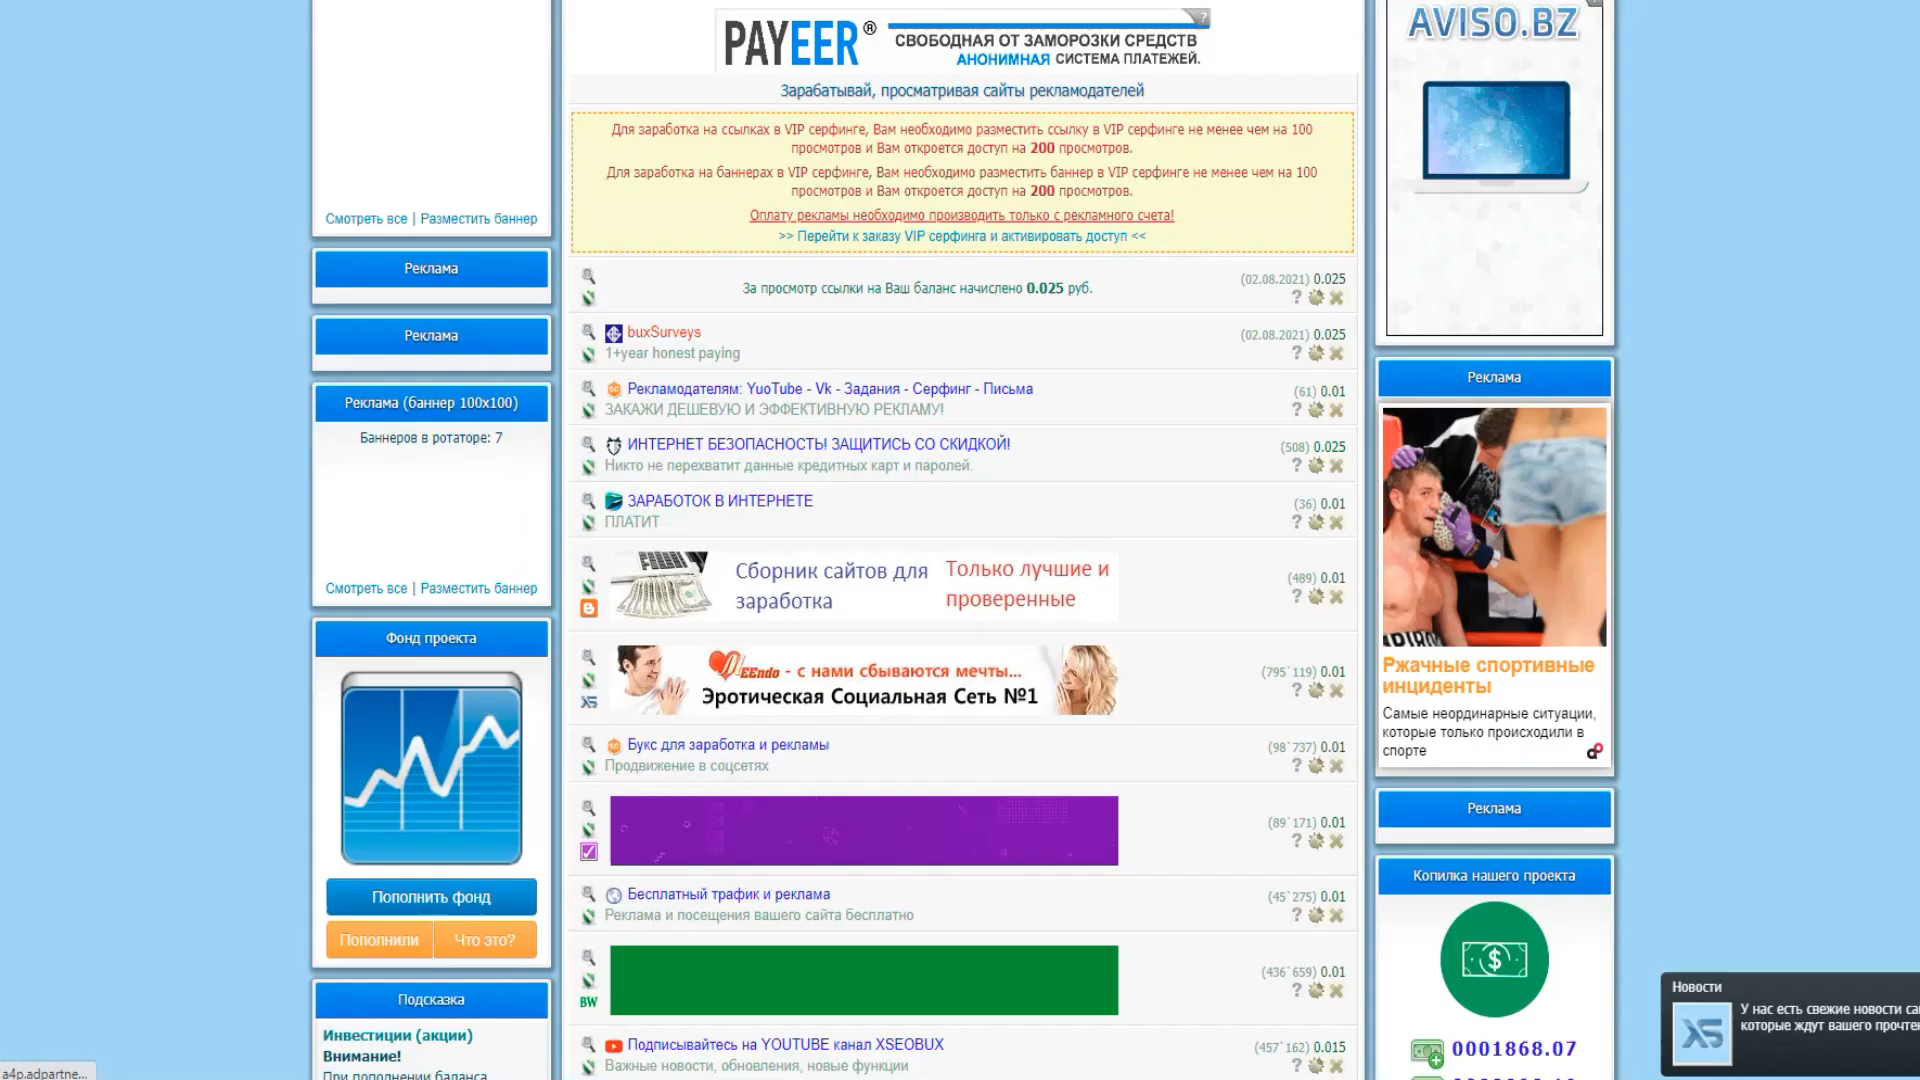 Смотреть все | Разместить баннер
Реклама
Реклама
Реклама (баннер 100x100)
Баннеров в ротаторе: 7
Смотреть все | Разместить баннер
Фонд проекта
Пополнить фонд
Пополнили
Что это?
Подсказка
Инвестиции (акции)
Внимание!
При пополнении баланса
a4p.adpartne...
PAYEER®
СВОБОДНАЯ ОТ ЗАМОРОЗКИ СРЕДСТВ
АНОНИМНАЯ СИСТЕМА ПЛАТЕЖЕЙ.
?
Зарабатывай, просматривая сайты рекламодателей
Для заработка на ссылках в VIP серфинге, Вам необходимо разместить ссылку в VIP серфинге не менее чем на 100
просмотров и Вам откроется доступ на 200 просмотров.
Для заработка на баннерах в VIP серфинге, Вам необходимо разместить баннер в VIP серфинге не менее чем на 100
просмотров и Вам откроется доступ на 200 просмотров.
Оплату рекламы необходимо производить только с рекламного счета!
>> Перейти к заказу VIP серфинга и активировать доступ <<
За просмотр ссылки на Ваш баланс начислено 0.025 руб.
(02.08.2021) 0.025
?
buxSurveys
1+year honest paying
(02.08.2021) 0.025
?
Рекламодателям: YuoTube - Vk - Задания - Серфинг - Письма
ЗАКАЖИ ДЕШЕВУЮ И ЭФФЕКТИВНУЮ РЕКЛАМУ!
(61) 0.01
?
ИНТЕРНЕТ БЕЗОПАСНОСТЬ! ЗАЩИТИСЬ СО СКИДКОЙ!
Никто не перехватит данные кредитных карт и паролей.
(508) 0.025
?
ЗАРАБОТОК В ИНТЕРНЕТЕ
ПЛАТИТ
(36) 0.01
?
Сборник сайтов для
заработка
Только лучшие и
проверенные
(489) 0.01
?
DEEndo - с нами сбываются мечты...
Эротическая Социальная Сеть №1
X5
(795`119) 0.01
?
Букс для заработка и рекламы
Продвижение в соцсетях
(98`737) 0.01
?
(89`171) 0.01
?
Бесплатный трафик и реклама
Реклама и посещения вашего сайта бесплатно
(45`275) 0.01
?
BW
(436`659) 0.01
?
Подписывайтесь на YOUTUBE канал XSEOBUX
Важные новости, обновления, новые функции
(457`162) 0.015
?
AVISO.BZ
Реклама
Ржачные спортивные
инциденты
Самые неординарные ситуации,
которые только происходили в
спорте
Реклама
Копилка нашего проекта
$
0001868.07
Новости
X5
У нас есть свежие новости са
которые ждут вашего прочте